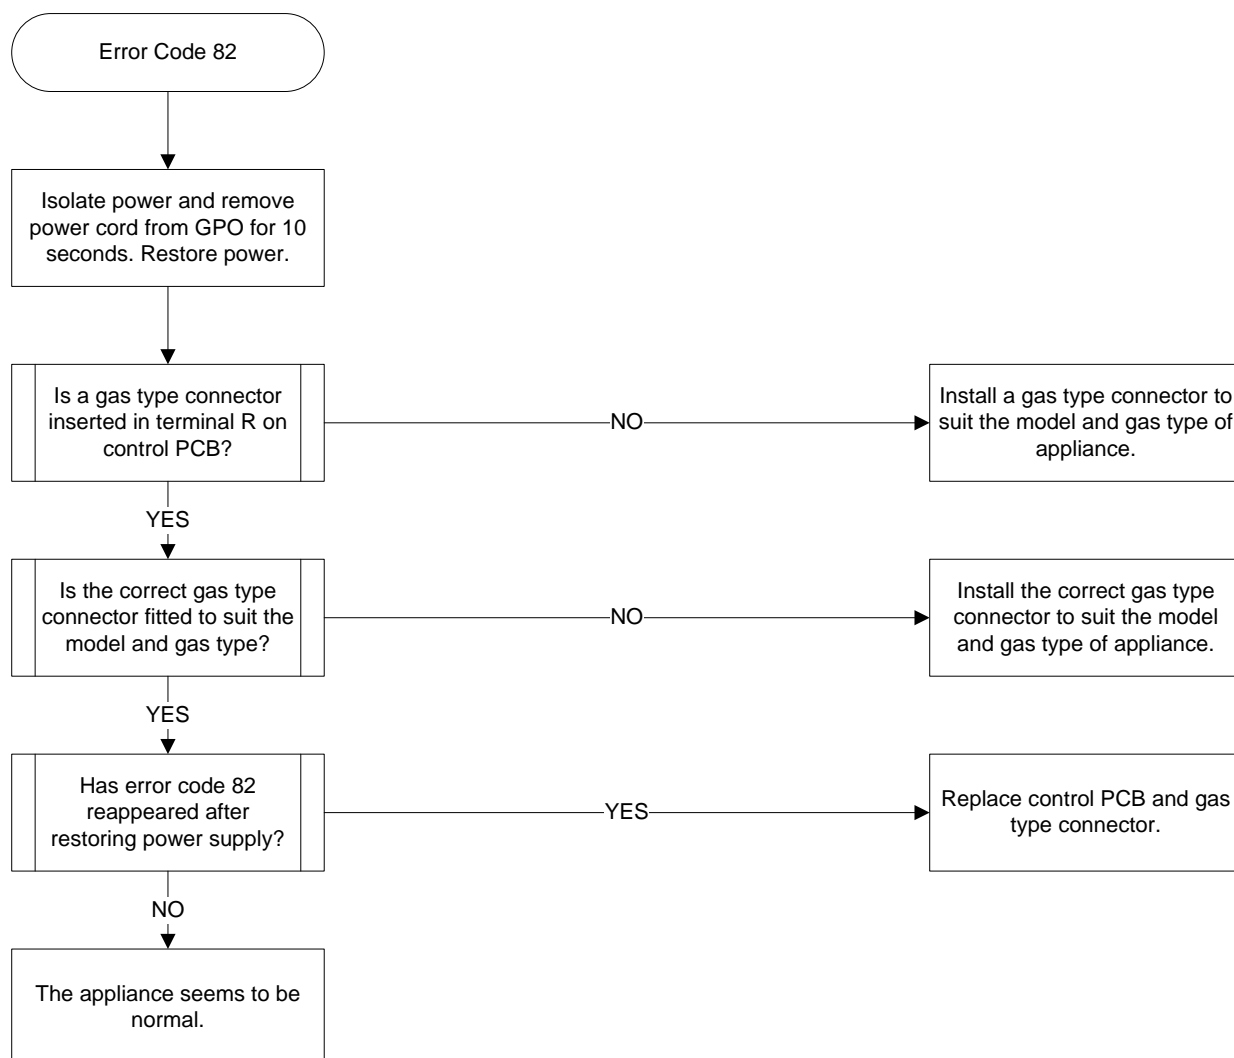 Error Code 82
Isolate power and remove
power cord from GPO for 10
seconds. Restore power.
Is a gas type connector
inserted in terminal R on
control PCB?
NO
Install a gas type connector to
suit the model and gas type of
appliance.
YES
Is the correct gas type
connector fitted to suit the
model and gas type?
NO
Install the correct gas type
connector to suit the model
and gas type of appliance.
YES
Has error code 82
reappeared after
restoring power supply?
YES
Replace control PCB and gas
type connector.
NO
The appliance seems to be
normal.